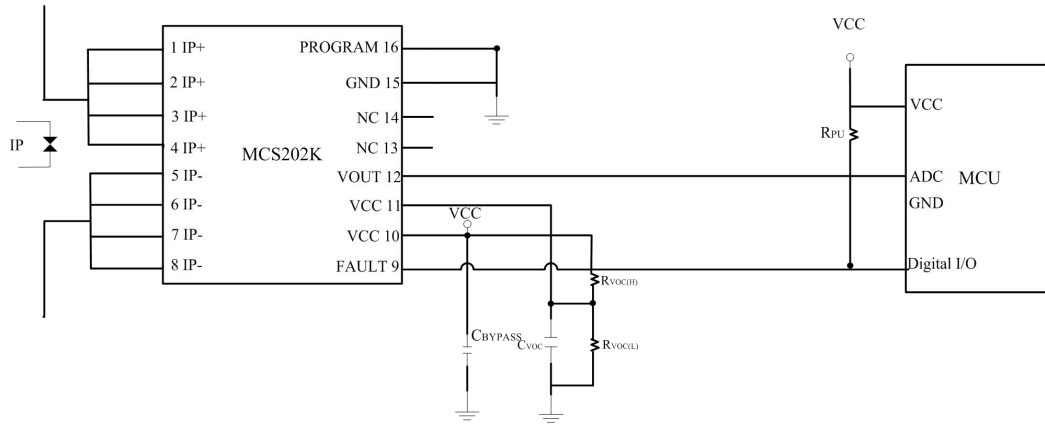 VCC
1 IP+
PROGRAM 16
2 IP+
GND 15
3 IP+
NC 14
VCC
IP
4 IP+
NC 13
RPU
MCS202K
5 IP-
VOUT 12
ADC
MCU
6 IP-
VCC 11
GND
VCC
7 IP-
VCC 10
8 IP-
FAULT 9
Digital I/O
RVOC(H)
CBYPASS
CVOC
RVOC(L)